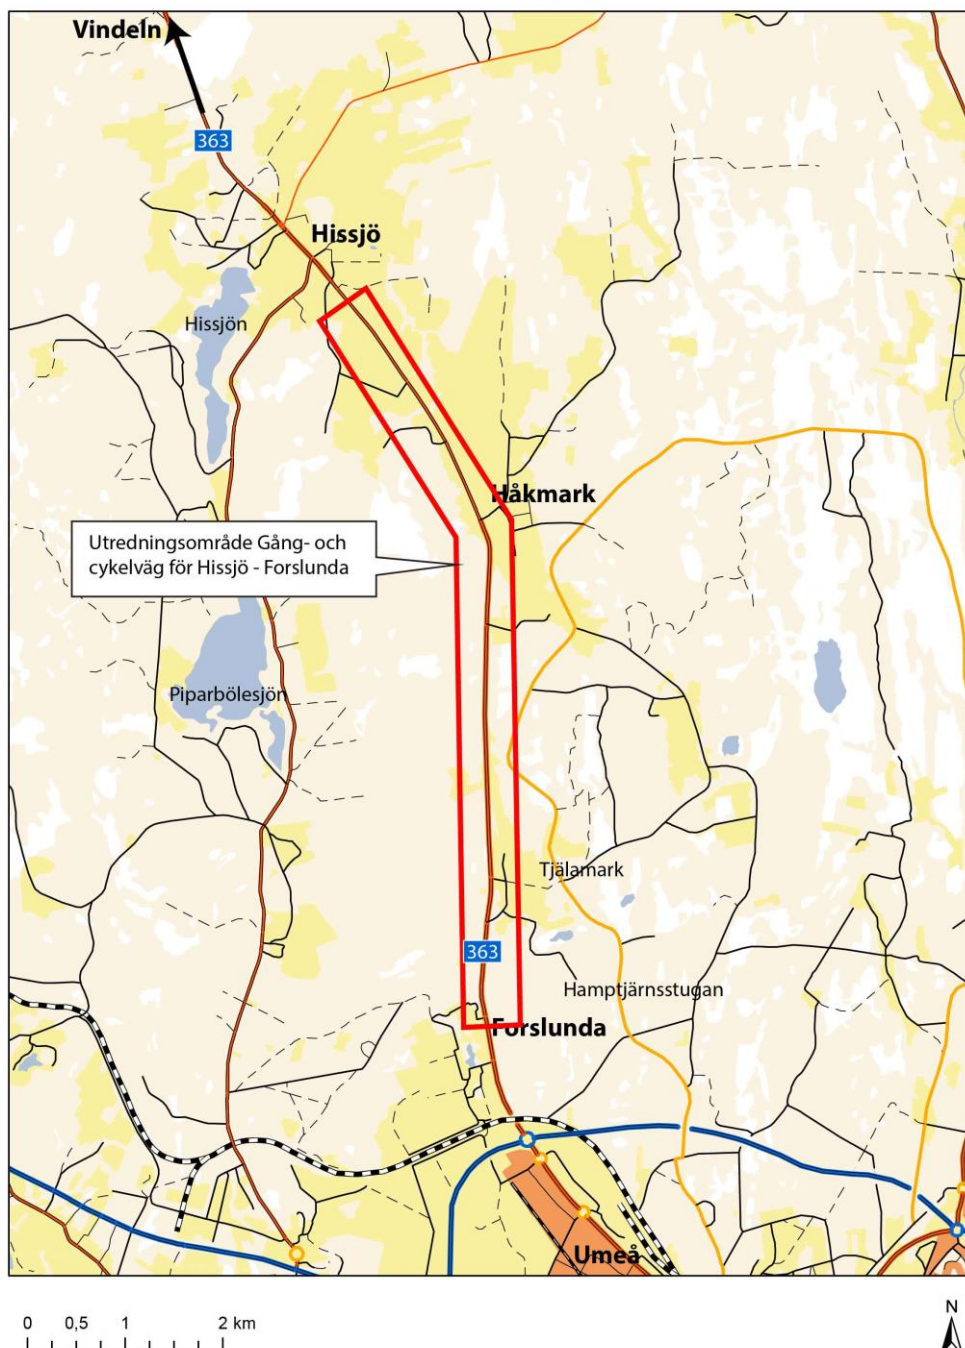 Vindeln
363
Hissjö
Hissjön
Håkmark
Utredningsområde Gång- och
cykelväg för Hissjö - Forslunda
Piparbölesjön
Tjälamark
363
Hamptjärnsstugan
Forslunda
Umeå
0 0,5 1 2 km
N